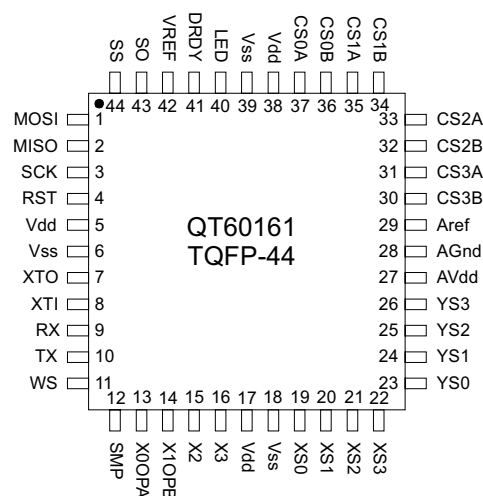 SS SO VREF DRDY LED Vss Vdd CS0A CS0B CS1A CS1B
44 43 42 41 40 39 38 37 36 35 34
MOSI 1
MISO 2
SCK 3
RST 4
Vdd 5
Vss 6
XTO 7
XTI 8
RX 9
TX 10
WS 11
QT60161
TQFP-44
33 CS2A
32 CS2B
31 CS3A
30 CS3B
29 Aref
28 AGnd
27 AVdd
26 YS3
25 YS2
24 YS1
23 YS0
12 13 14 15 16 17 18 19 20 21 22
SMP X0OPA X1OPB X2 X3 Vdd Vss XS0 XS1 XS2 XS3